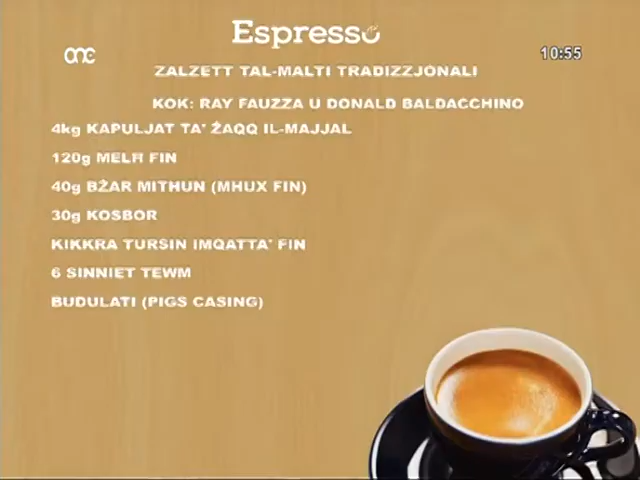 Espresso
one
10:55
ZALZETT TAL-MALTI TRADIZZJONALI
KOK: RAY FAUZZA U DONALD BALDACCHINO
4kg KAPULJAT TA' ŻAQQ IL-MAJJAL
120g MELĦ FIN
40g BŻAR MITHUN (MHUX FIN)
30g KOSBOR
KIKKRA TURSIN IMQATTA' FIN
6 SINNIET TEWM
BUDULATI (PIGS CASING)